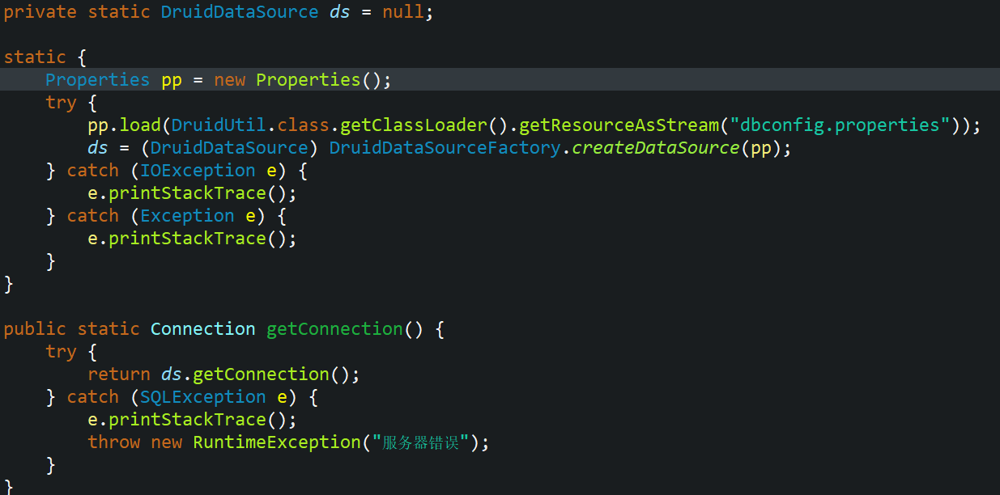 private static DruidDataSource ds = null;

static {
    Properties pp = new Properties();
    try {
        pp.load(DruidUtil.class.getClassLoader().getResourceAsStream("dbconfig.properties"));
        ds = (DruidDataSource) DruidDataSourceFactory.createDataSource(pp);
    } catch (IOException e) {
        e.printStackTrace();
    } catch (Exception e) {
        e.printStackTrace();
    }
}

public static Connection getConnection() {
    try {
        return ds.getConnection();
    } catch (SQLException e) {
        e.printStackTrace();
        throw new RuntimeException("服务器错误");
    }
}